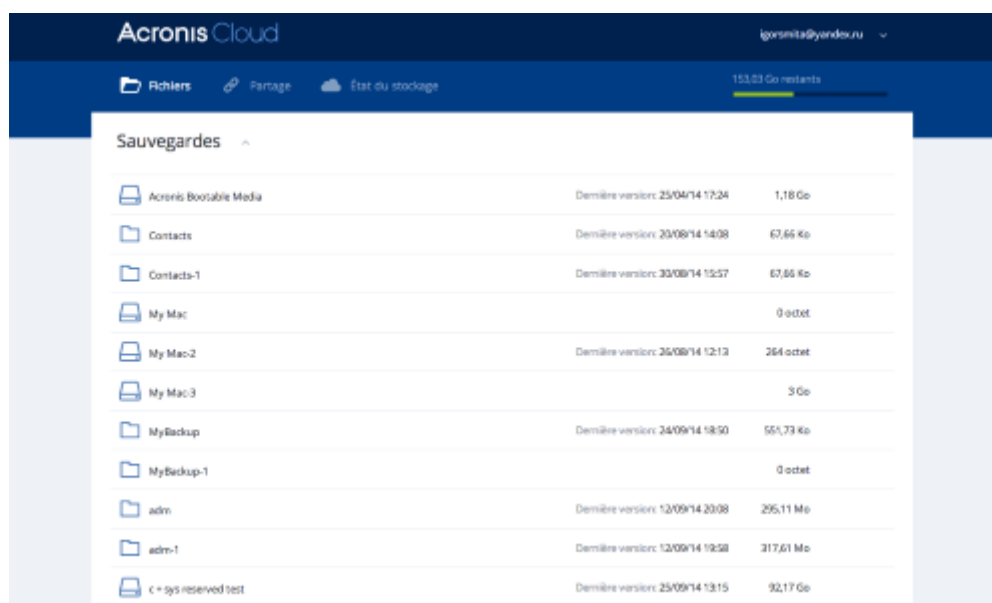 Acronis Cloud
igorsmita@yandex.ru
Fichiers Partage État du stockage
153,03 Go restants
Sauvegardes
Acronis Bootable Media Dernière version: 25/04/14 17:24 1,18 Go
Contacts Dernière version: 20/08/14 14:08 67,66 Ko
Contacts-1 Dernière version: 30/08/14 15:57 67,66 Ko
My Mac 0 octet
My Mac-2 Dernière version: 26/08/14 12:13 264 octet
My Mac-3 3 Go
MyBackup Dernière version: 24/09/14 18:50 551,73 Ko
MyBackup-1 0 octet
adm Dernière version: 12/09/14 20:08 295,11 Mo
adm-1 Dernière version: 12/09/14 19:58 317,61 Mo
c + sys reserved test Dernière version: 25/09/14 13:15 92,17 Go